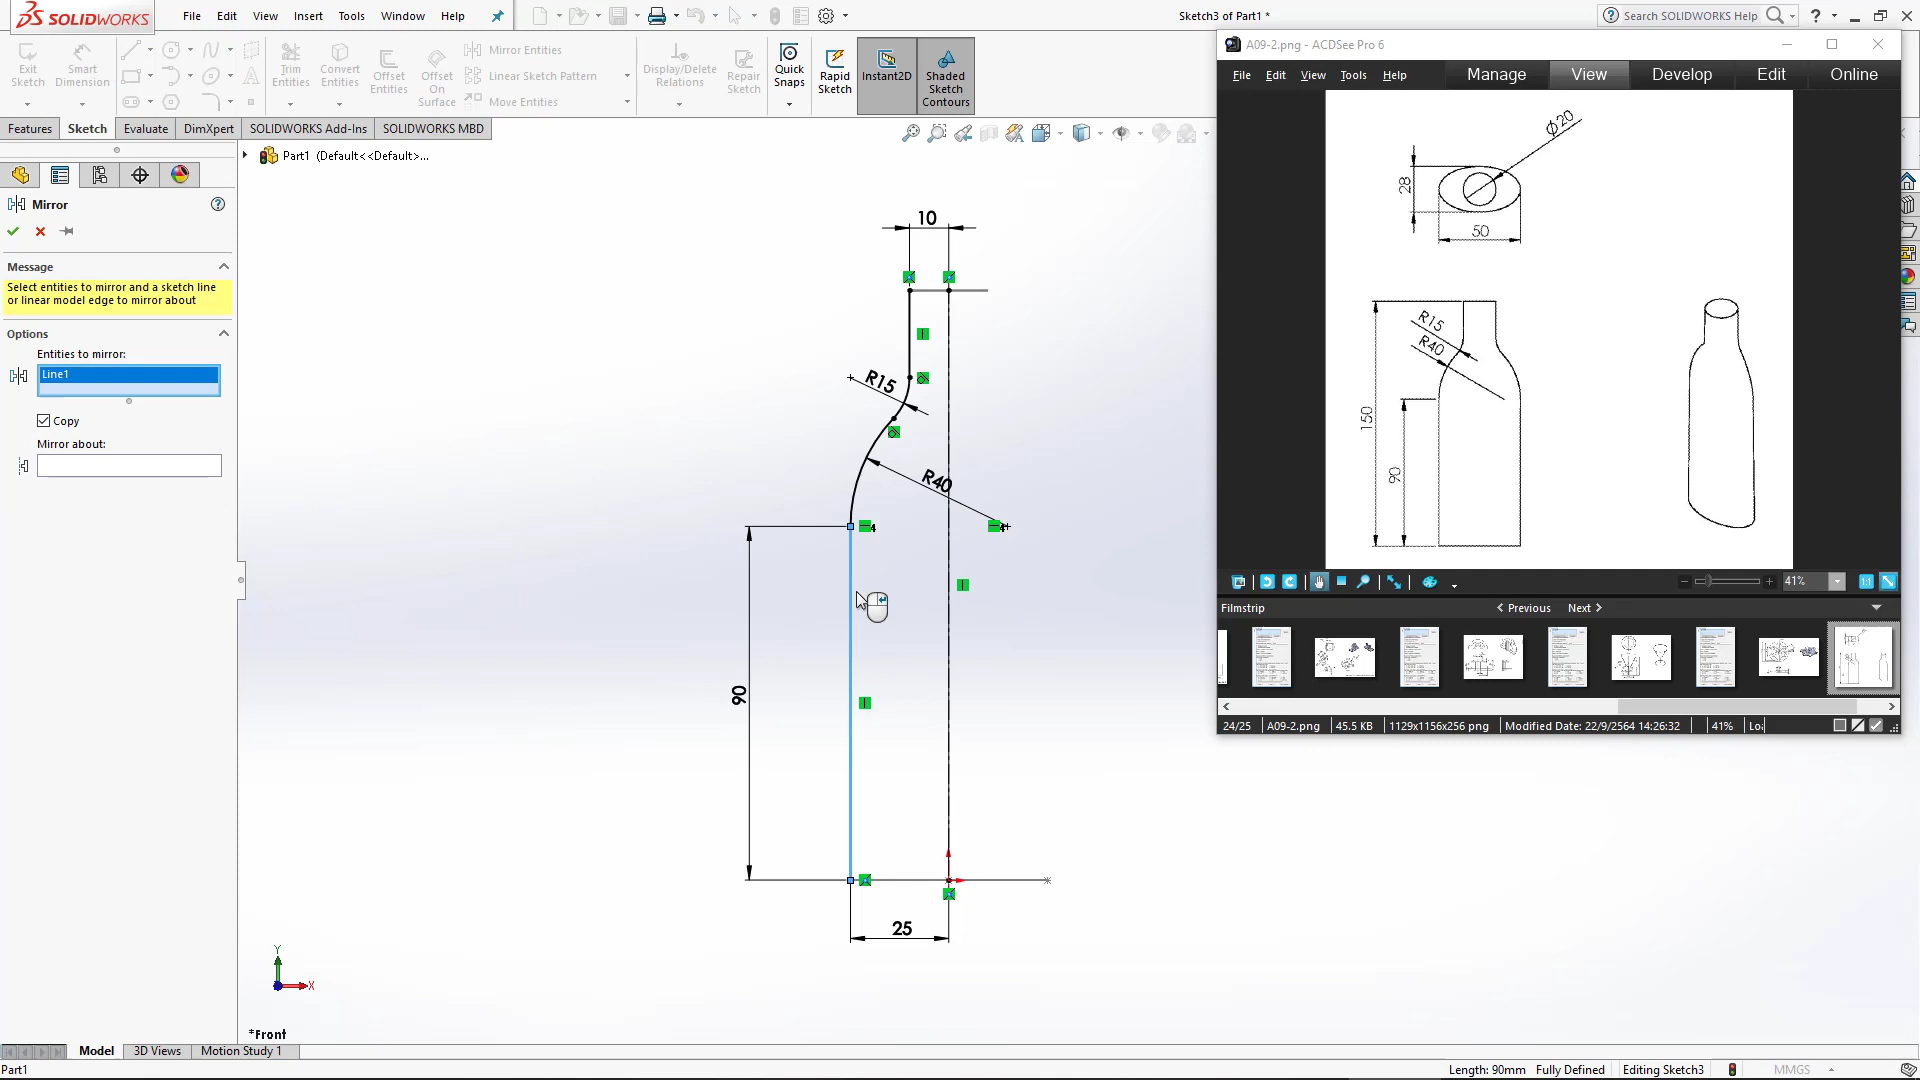 SOLIDWORKS
File Edit View Insert Tools Window Help
Sketch3 of Part1 *
Search SOLIDWORKS Help
Exit Sketch
Smart Dimension
Trim Entities
Convert Entities
Offset Entities
Offset On Surface
Mirror Entities
Linear Sketch Pattern
Move Entities
Display/Delete Relations
Repair Sketch
Quick Snaps
Rapid Sketch
Instant2D
Shaded Sketch Contours
Features Sketch Evaluate DimXpert SOLIDWORKS Add-Ins SOLIDWORKS MBD
Part1 (Default<<Default>...
Mirror
Message
Select entities to mirror and a sketch line
or linear model edge to mirror about
Options
Entities to mirror:
Line1
Copy
Mirror about:
10
R15
R40
90
25
Y
X
*Front
A09-2.png - ACDSee Pro 6
File Edit View Tools Help
Manage View Develop Edit Online
Ø20
28
50
R15
R40
150
90
41%
1:1
Filmstrip
Previous Next
24/25 A09-2.png 45.5 KB 1129x1156x256 png Modified Date: 22/9/2564 14:26:32 41%
Model 3D Views Motion Study 1
Part1
Length: 90mm Fully Defined Editing Sketch3 MMGS